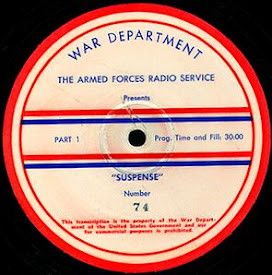 WAR DEPARTMENT
THE ARMED FORCES RADIO SERVICE
Presents
PART 1 Prog. Time and Fill: 30:00
"SUSPENSE"
Number
74
This transcription is the property of the War Depart-
ment of the United States Government and use
for commercial purposes is prohibited.